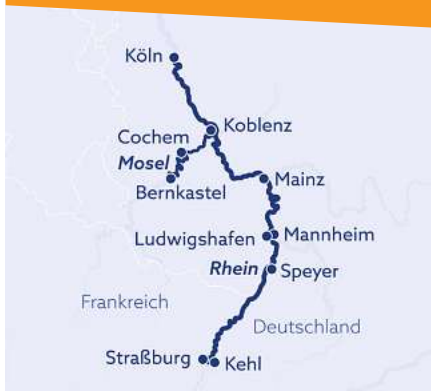 Köln
Koblenz
Cochem
Mosel
Bernkastel
Mainz
Ludwigshafen
Mannheim
Rhein
Speyer
Frankreich
Deutschland
Straßburg
Kehl